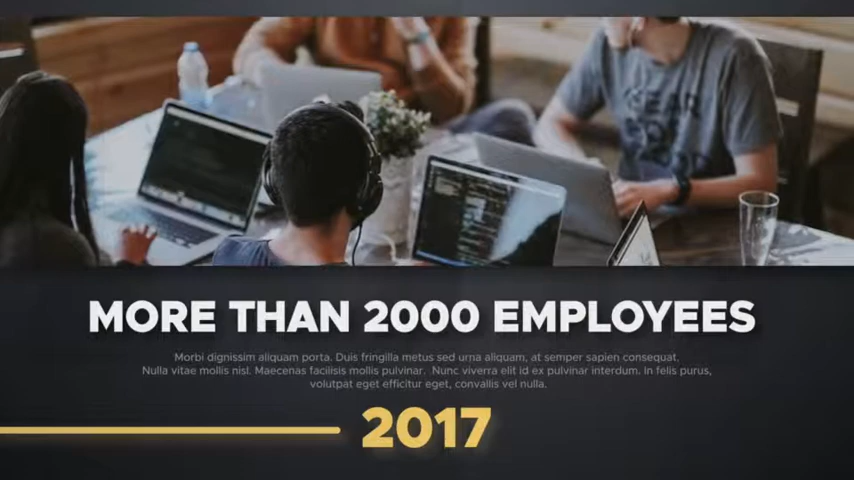 MORE THAN 2000 EMPLOYEES
Morbi dignissim aliquam porta. Duis fringilla metus sed urna aliquam, at semper sapien consequat.
Nulla vitae mollis nisl. Maecenas facilisis mollis pulvinar. Nunc viverra elit id ex pulvinar interdum. In felis purus,
volutpat eget efficitur eget, convallis vel nulla.
2017